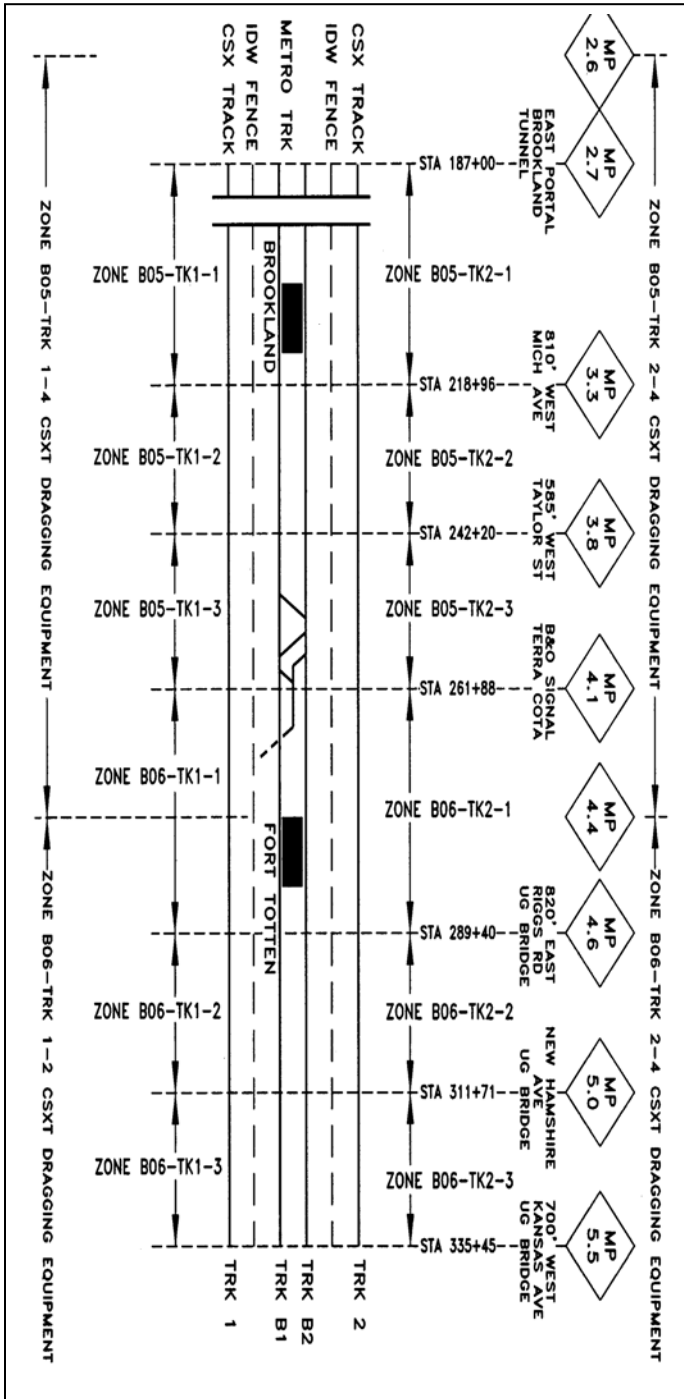 MP
2.6
MP
2.7
MP
3.3
MP
3.8
MP
4.1
MP
4.4
MP
4.6
MP
5.0
MP
5.5
EAST PORTAL
BROOKLAND
TUNNEL
810' WEST
MICH AVE
585' WEST
TAYLOR ST
B&O SIGNAL
TERRA COTA
820' EAST
RIGGS RD
UG BRIDGE
NEW HAMSHIRE
AVE
UG BRIDGE
700' WEST
KANSAS AVE
UG BRIDGE
ZONE B05-TRK 2-4 CSXT DRAGGING EQUIPMENT
ZONE B06-TRK 2-4 CSXT DRAGGING EQUIPMENT
STA 187+00
STA 218+96
STA 242+20
STA 261+88
STA 289+40
STA 311+71
STA 335+45
ZONE B05-TK2-1
ZONE B05-TK2-2
ZONE B05-TK2-3
ZONE B06-TK2-1
ZONE B06-TK2-2
ZONE B06-TK2-3
CSX TRACK
IDW FENCE
METRO TRK
IDW FENCE
CSX TRACK
BROOKLAND
FORT TOTTEN
TRK 2
TRK B2
TRK B1
TRK 1
ZONE B05-TK1-1
ZONE B05-TK1-2
ZONE B05-TK1-3
ZONE B06-TK1-1
ZONE B06-TK1-2
ZONE B06-TK1-3
ZONE B05-TRK 1-4 CSXT DRAGGING EQUIPMENT
ZONE B06-TRK 1-2 CSXT DRAGGING EQUIPMENT